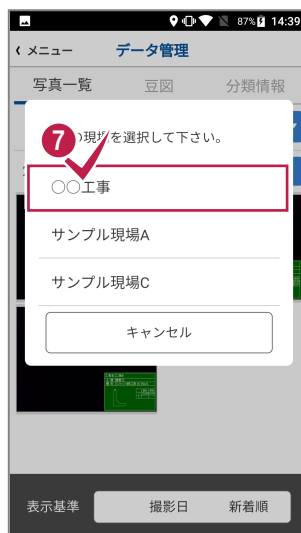 87% 14:39
メニュー データ管理
写真一覧 豆図 分類情報
7
の現場を選択して下さい。
○○工事
サンプル現場A
サンプル現場C
キャンセル
表示基準 撮影日 新着順